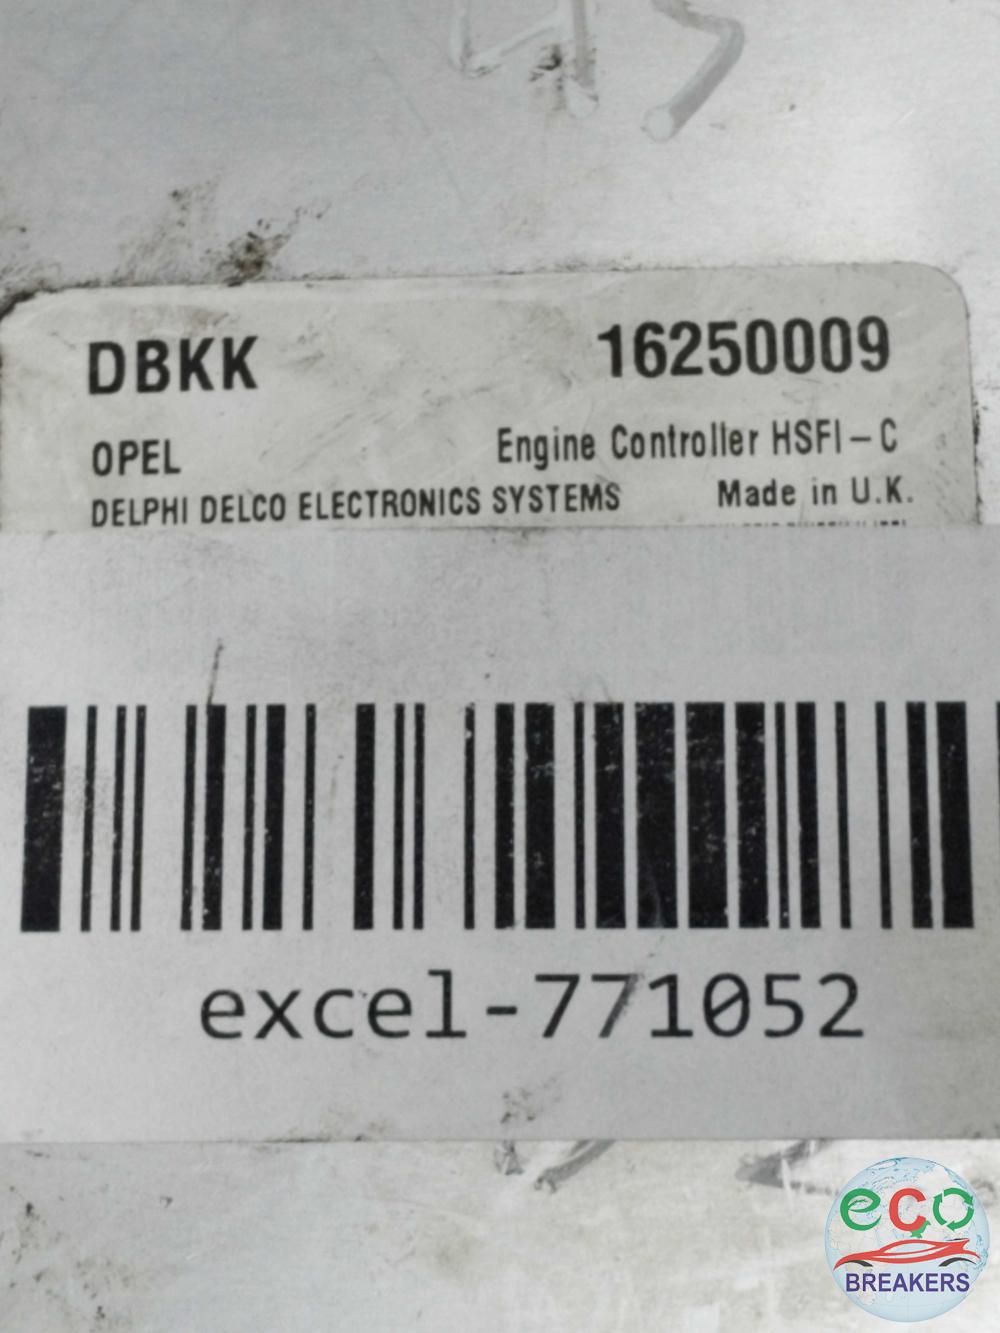 DBKK 16250009
OPEL Engine Controller HSFI-C
DELPHI DELCO ELECTRONICS SYSTEMS Made in U.K.
excel-771052
eco
BREAKERS